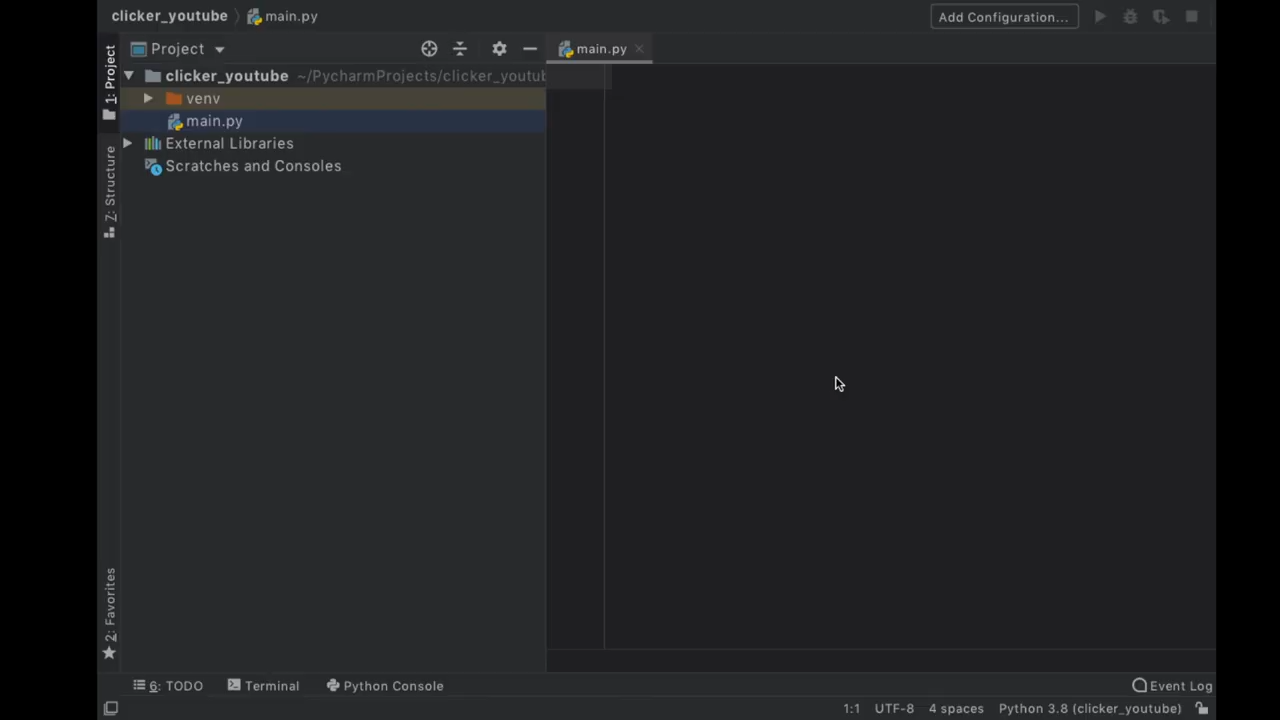 clicker_youtube main.py
Add Configuration...
1: Project
Project
main.py
clicker_youtube ~/PycharmProjects/clicker_youtub
venv
main.py
External Libraries
Scratches and Consoles
Z: Structure
2: Favorites
6: TODO
Terminal
Python Console
Event Log
1:1 UTF-8 4 spaces Python 3.8 (clicker_youtube)